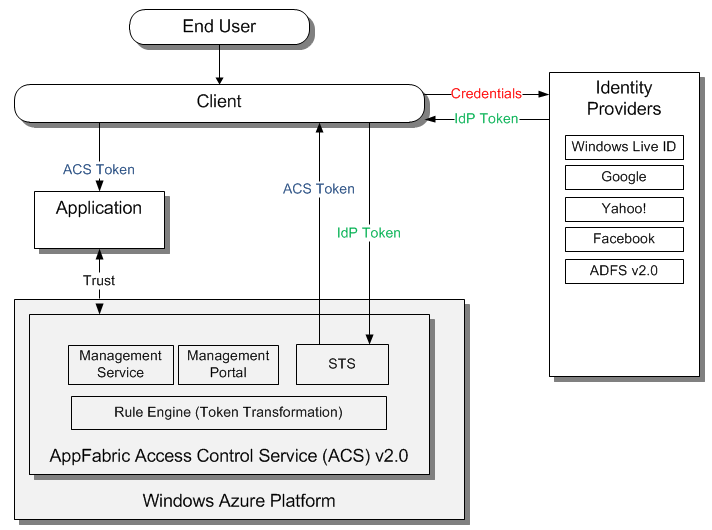 End User
Client
Credentials
IdP Token
Identity
Providers
Windows Live ID
Google
Yahoo!
Facebook
ADFS v2.0
ACS Token
Application
ACS Token
IdP Token
Trust
Management
Service
Management
Portal
STS
Rule Engine (Token Transformation)
AppFabric Access Control Service (ACS) v2.0
Windows Azure Platform